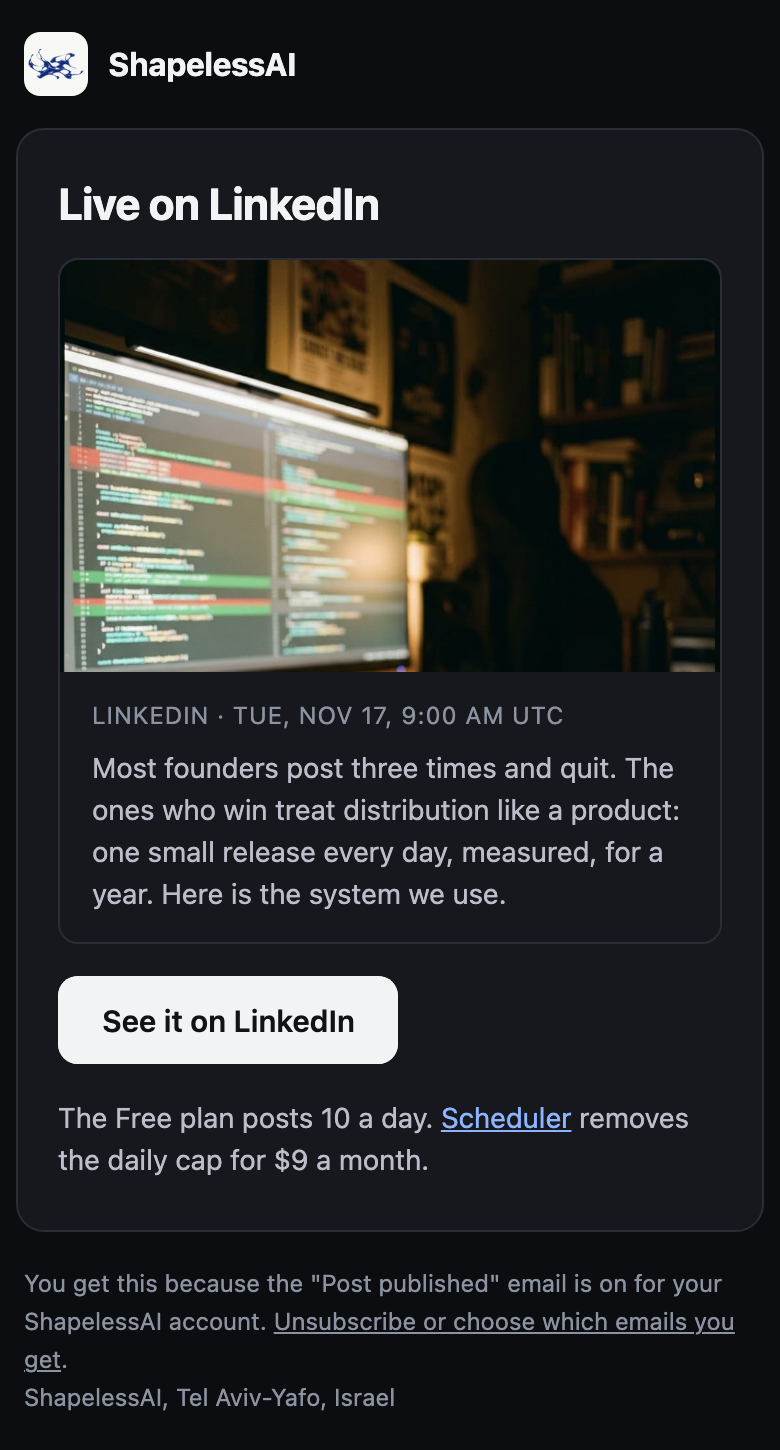 ShapelessAI
Live on LinkedIn
LINKEDIN · TUE, NOV 17, 9:00 AM UTC
Most founders post three times and quit. The
ones who win treat distribution like a product:
one small release every day, measured, for a
year. Here is the system we use.
See it on LinkedIn
The Free plan posts 10 a day. Scheduler removes
the daily cap for $9 a month.
You get this because the "Post published" email is on for your
ShapelessAI account. Unsubscribe or choose which emails you
get.
ShapelessAI, Tel Aviv-Yafo, Israel